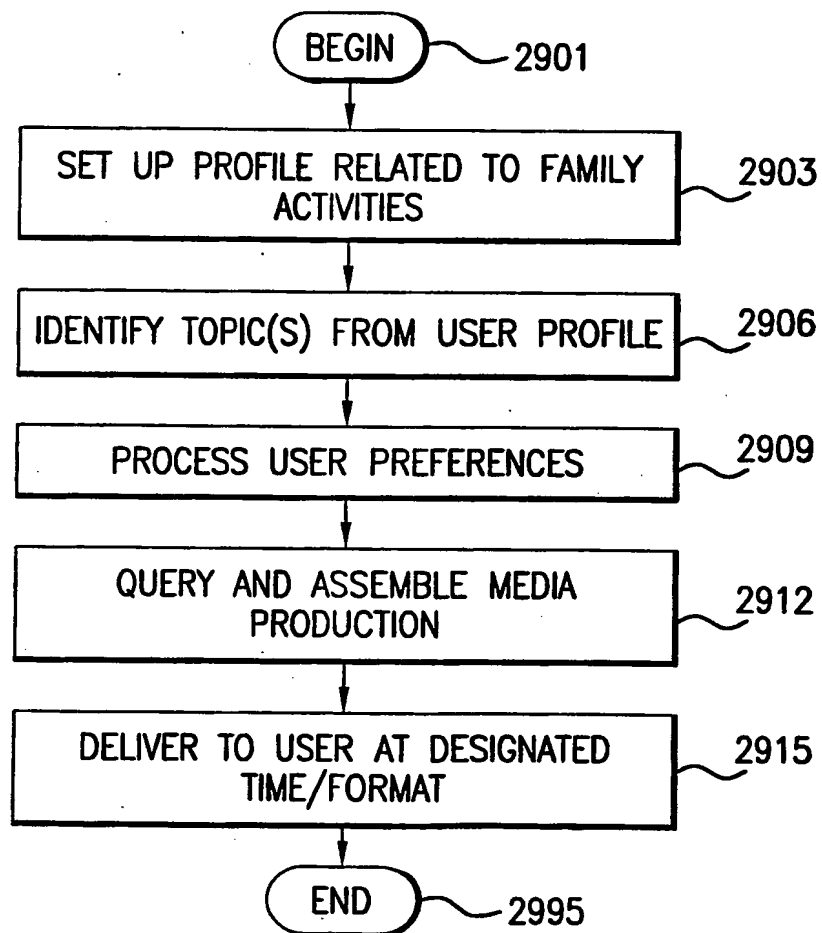 BEGIN
2901
SET UP PROFILE RELATED TO FAMILY
ACTIVITIES
2903
IDENTIFY TOPIC(S) FROM USER PROFILE
2906
PROCESS USER PREFERENCES
2909
QUERY AND ASSEMBLE MEDIA
PRODUCTION
2912
DELIVER TO USER AT DESIGNATED
TIME/FORMAT
2915
END
2995